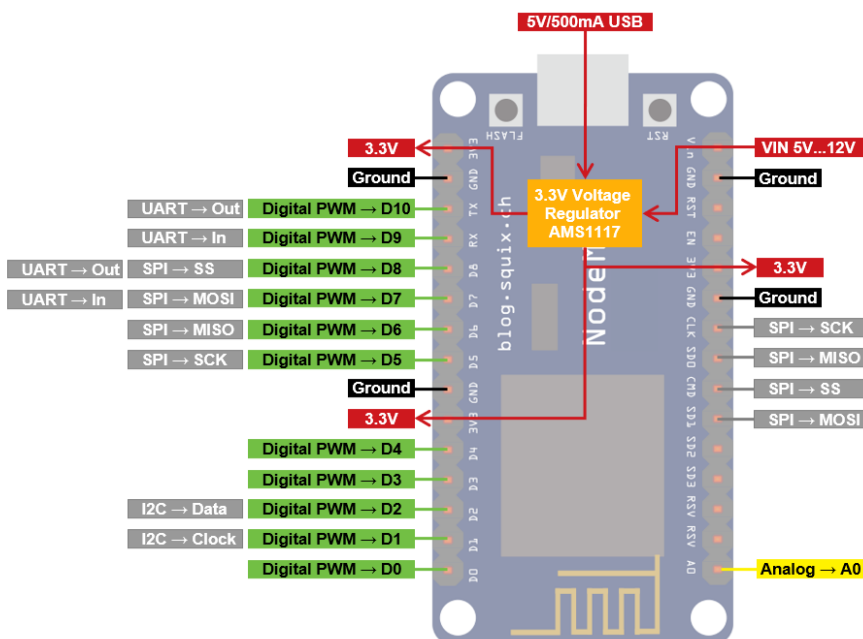 5V/500mA USB
FLASH
RST
3.3V
3V3
Vin
VIN 5V...12V
Ground
GND
GND
Ground
UART → Out
Digital PWM → D10
TX
3.3V Voltage
Regulator
AMS1117
RST
UART → In
Digital PWM → D9
RX
EN
UART → Out
SPI → SS
Digital PWM → D8
D8
3V3
3.3V
UART → In
SPI → MOSI
Digital PWM → D7
D7
GND
Ground
blog.squix.ch
NodeM
SPI → MISO
Digital PWM → D6
D6
CLK
SPI → SCK
SPI → SCK
Digital PWM → D5
D5
SD0
SPI → MISO
Ground
GND
CMD
SPI → SS
3.3V
3V3
SD1
SPI → MOSI
Digital PWM → D4
D4
SD2
Digital PWM → D3
D3
SD3
I2C → Data
Digital PWM → D2
D2
RSV
I2C → Clock
Digital PWM → D1
D1
RSV
Digital PWM → D0
D0
A0
Analog → A0